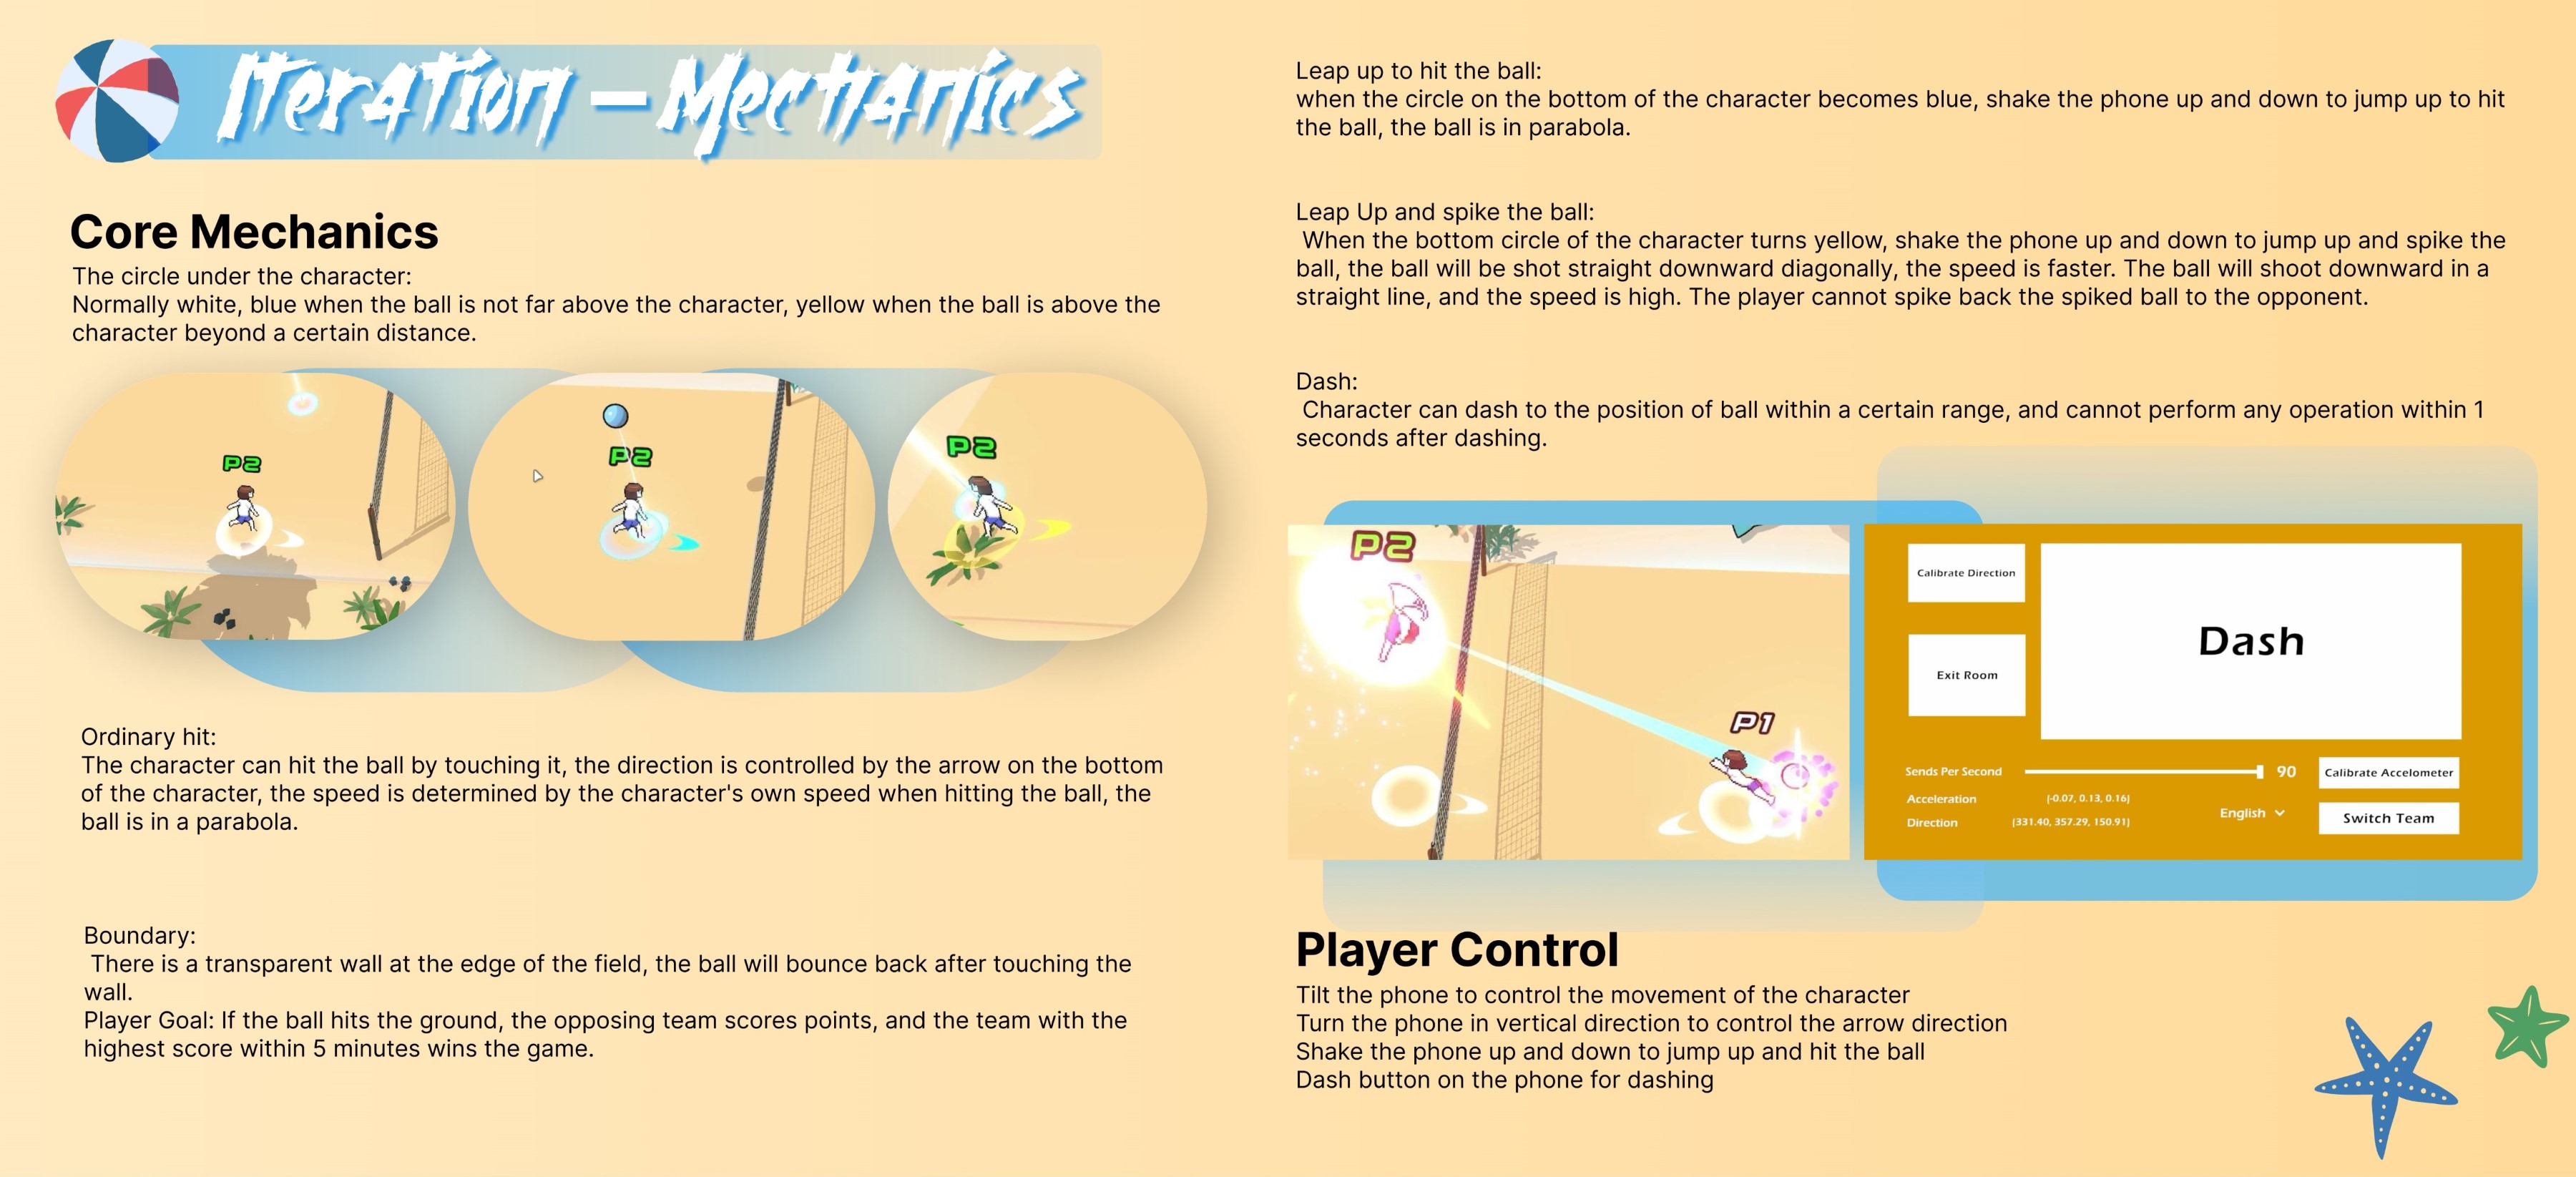 Iteration – Mechanics
Core Mechanics
The circle under the character:
Normally white, blue when the ball is not far above the character, yellow when the ball is above the
character beyond a certain distance.
P2
P2
P2
Ordinary hit:
The character can hit the ball by touching it, the direction is controlled by the arrow on the bottom
of the character, the speed is determined by the character's own speed when hitting the ball, the
ball is in a parabola.
Boundary:
There is a transparent wall at the edge of the field, the ball will bounce back after touching the
wall.
Player Goal: If the ball hits the ground, the opposing team scores points, and the team with the
highest score within 5 minutes wins the game.
Leap up to hit the ball:
when the circle on the bottom of the character becomes blue, shake the phone up and down to jump up to hit
the ball, the ball is in parabola.
Leap Up and spike the ball:
When the bottom circle of the character turns yellow, shake the phone up and down to jump up and spike the
ball, the ball will be shot straight downward diagonally, the speed is faster. The ball will shoot downward in a
straight line, and the speed is high. The player cannot spike back the spiked ball to the opponent.
Dash:
Character can dash to the position of ball within a certain range, and cannot perform any operation within 1
seconds after dashing.
P2
P1
Calibrate Direction
Exit Room
Dash
Sends Per Second 90
Calibrate Accelometer
Acceleration (-0.07, 0.13, 0.16)
Direction (331.40, 357.29, 150.91)
English
Switch Team
Player Control
Tilt the phone to control the movement of the character
Turn the phone in vertical direction to control the arrow direction
Shake the phone up and down to jump up and hit the ball
Dash button on the phone for dashing